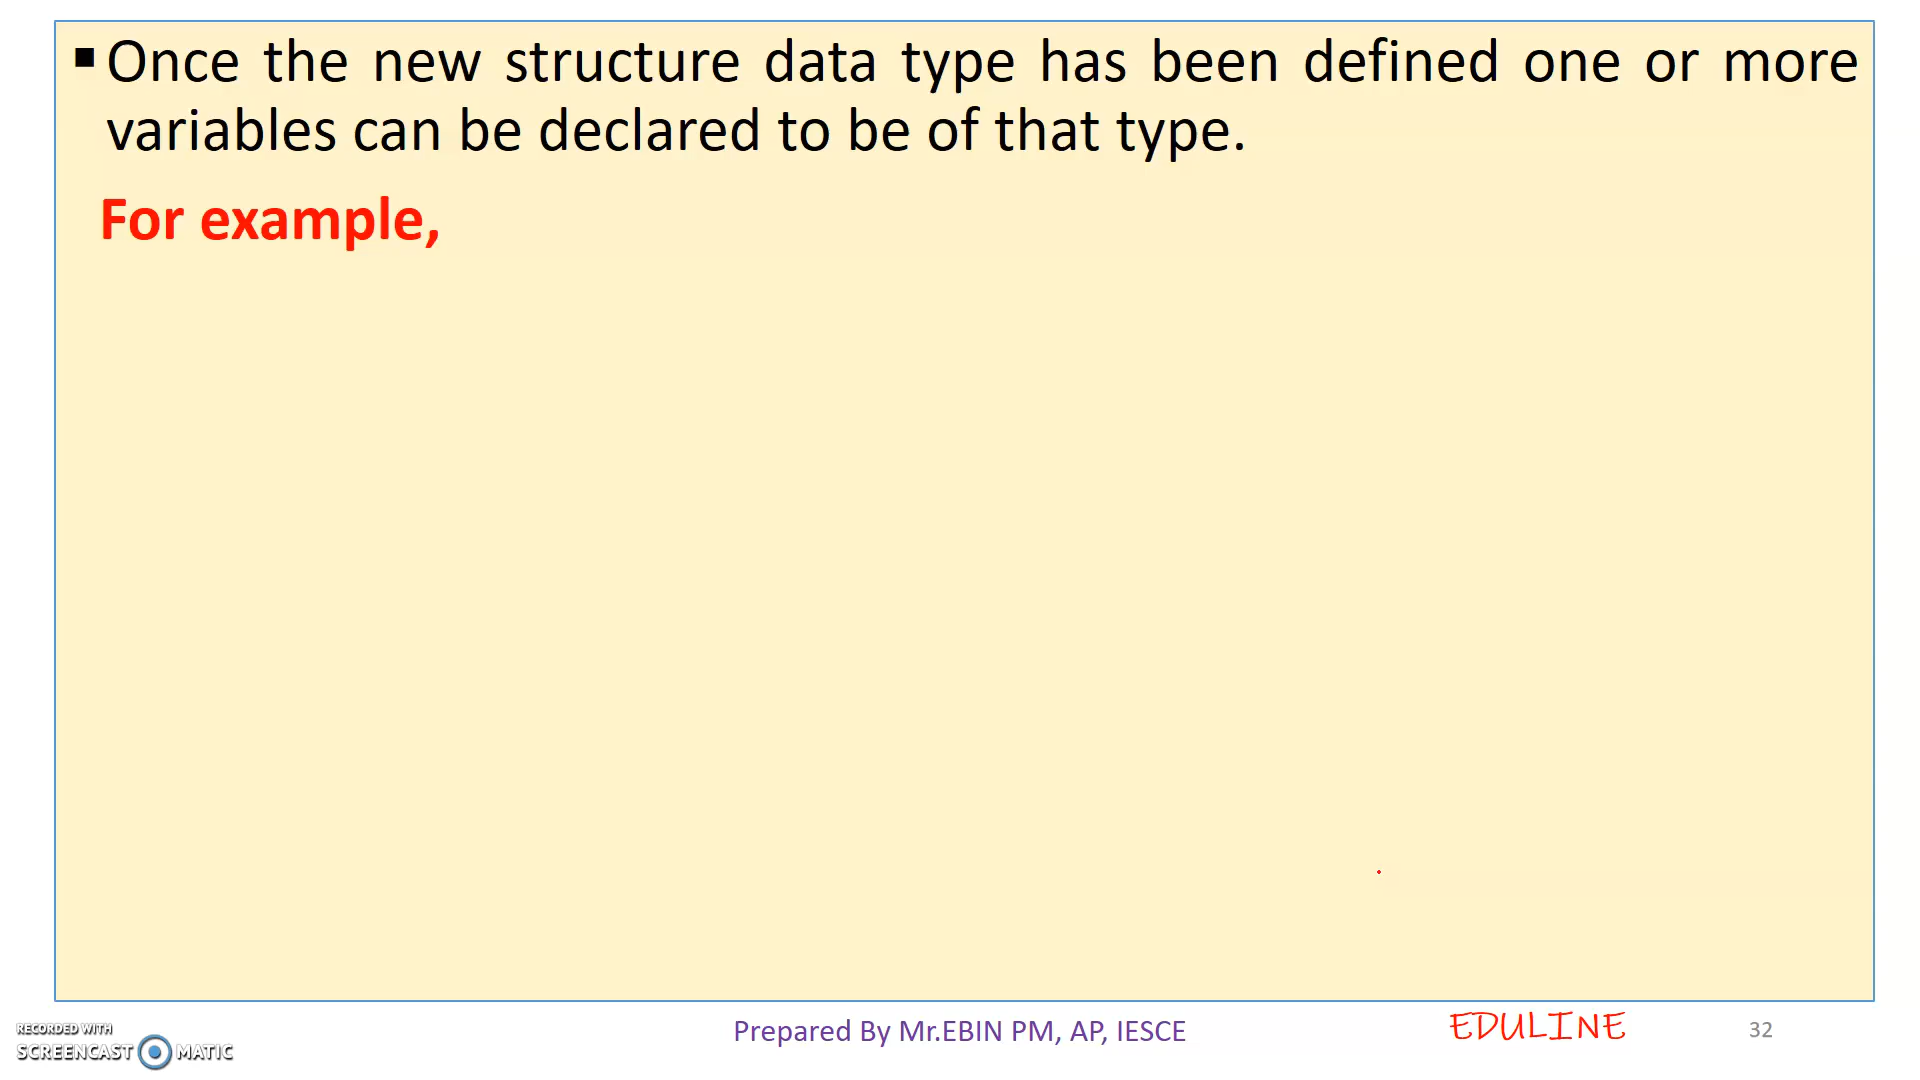 ▪Once the new structure data type has been defined one or more
variables can be declared to be of that type.
For example,
RECORDED WITH
SCREENCAST MATIC
Prepared By Mr.EBIN PM, AP, IESCE
EDULINE
32